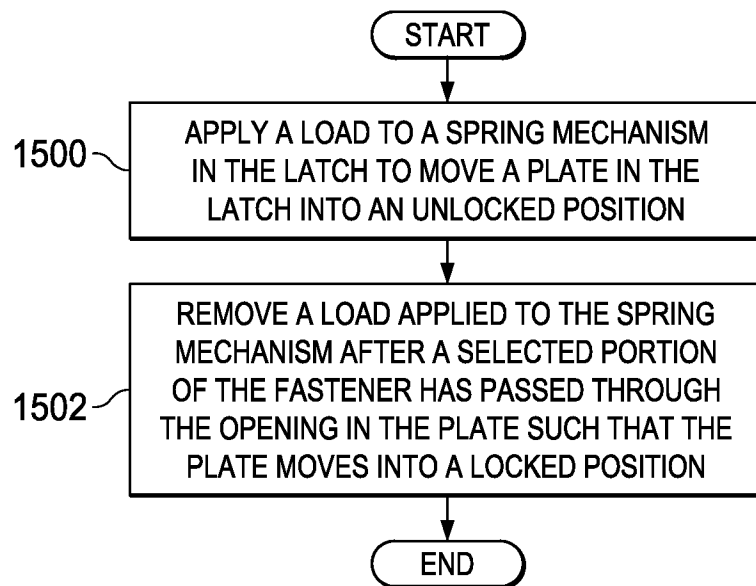 START
1500
APPLY A LOAD TO A SPRING MECHANISM
IN THE LATCH TO MOVE A PLATE IN THE
LATCH INTO AN UNLOCKED POSITION
1502
REMOVE A LOAD APPLIED TO THE SPRING
MECHANISM AFTER A SELECTED PORTION
OF THE FASTENER HAS PASSED THROUGH
THE OPENING IN THE PLATE SUCH THAT THE
PLATE MOVES INTO A LOCKED POSITION
END